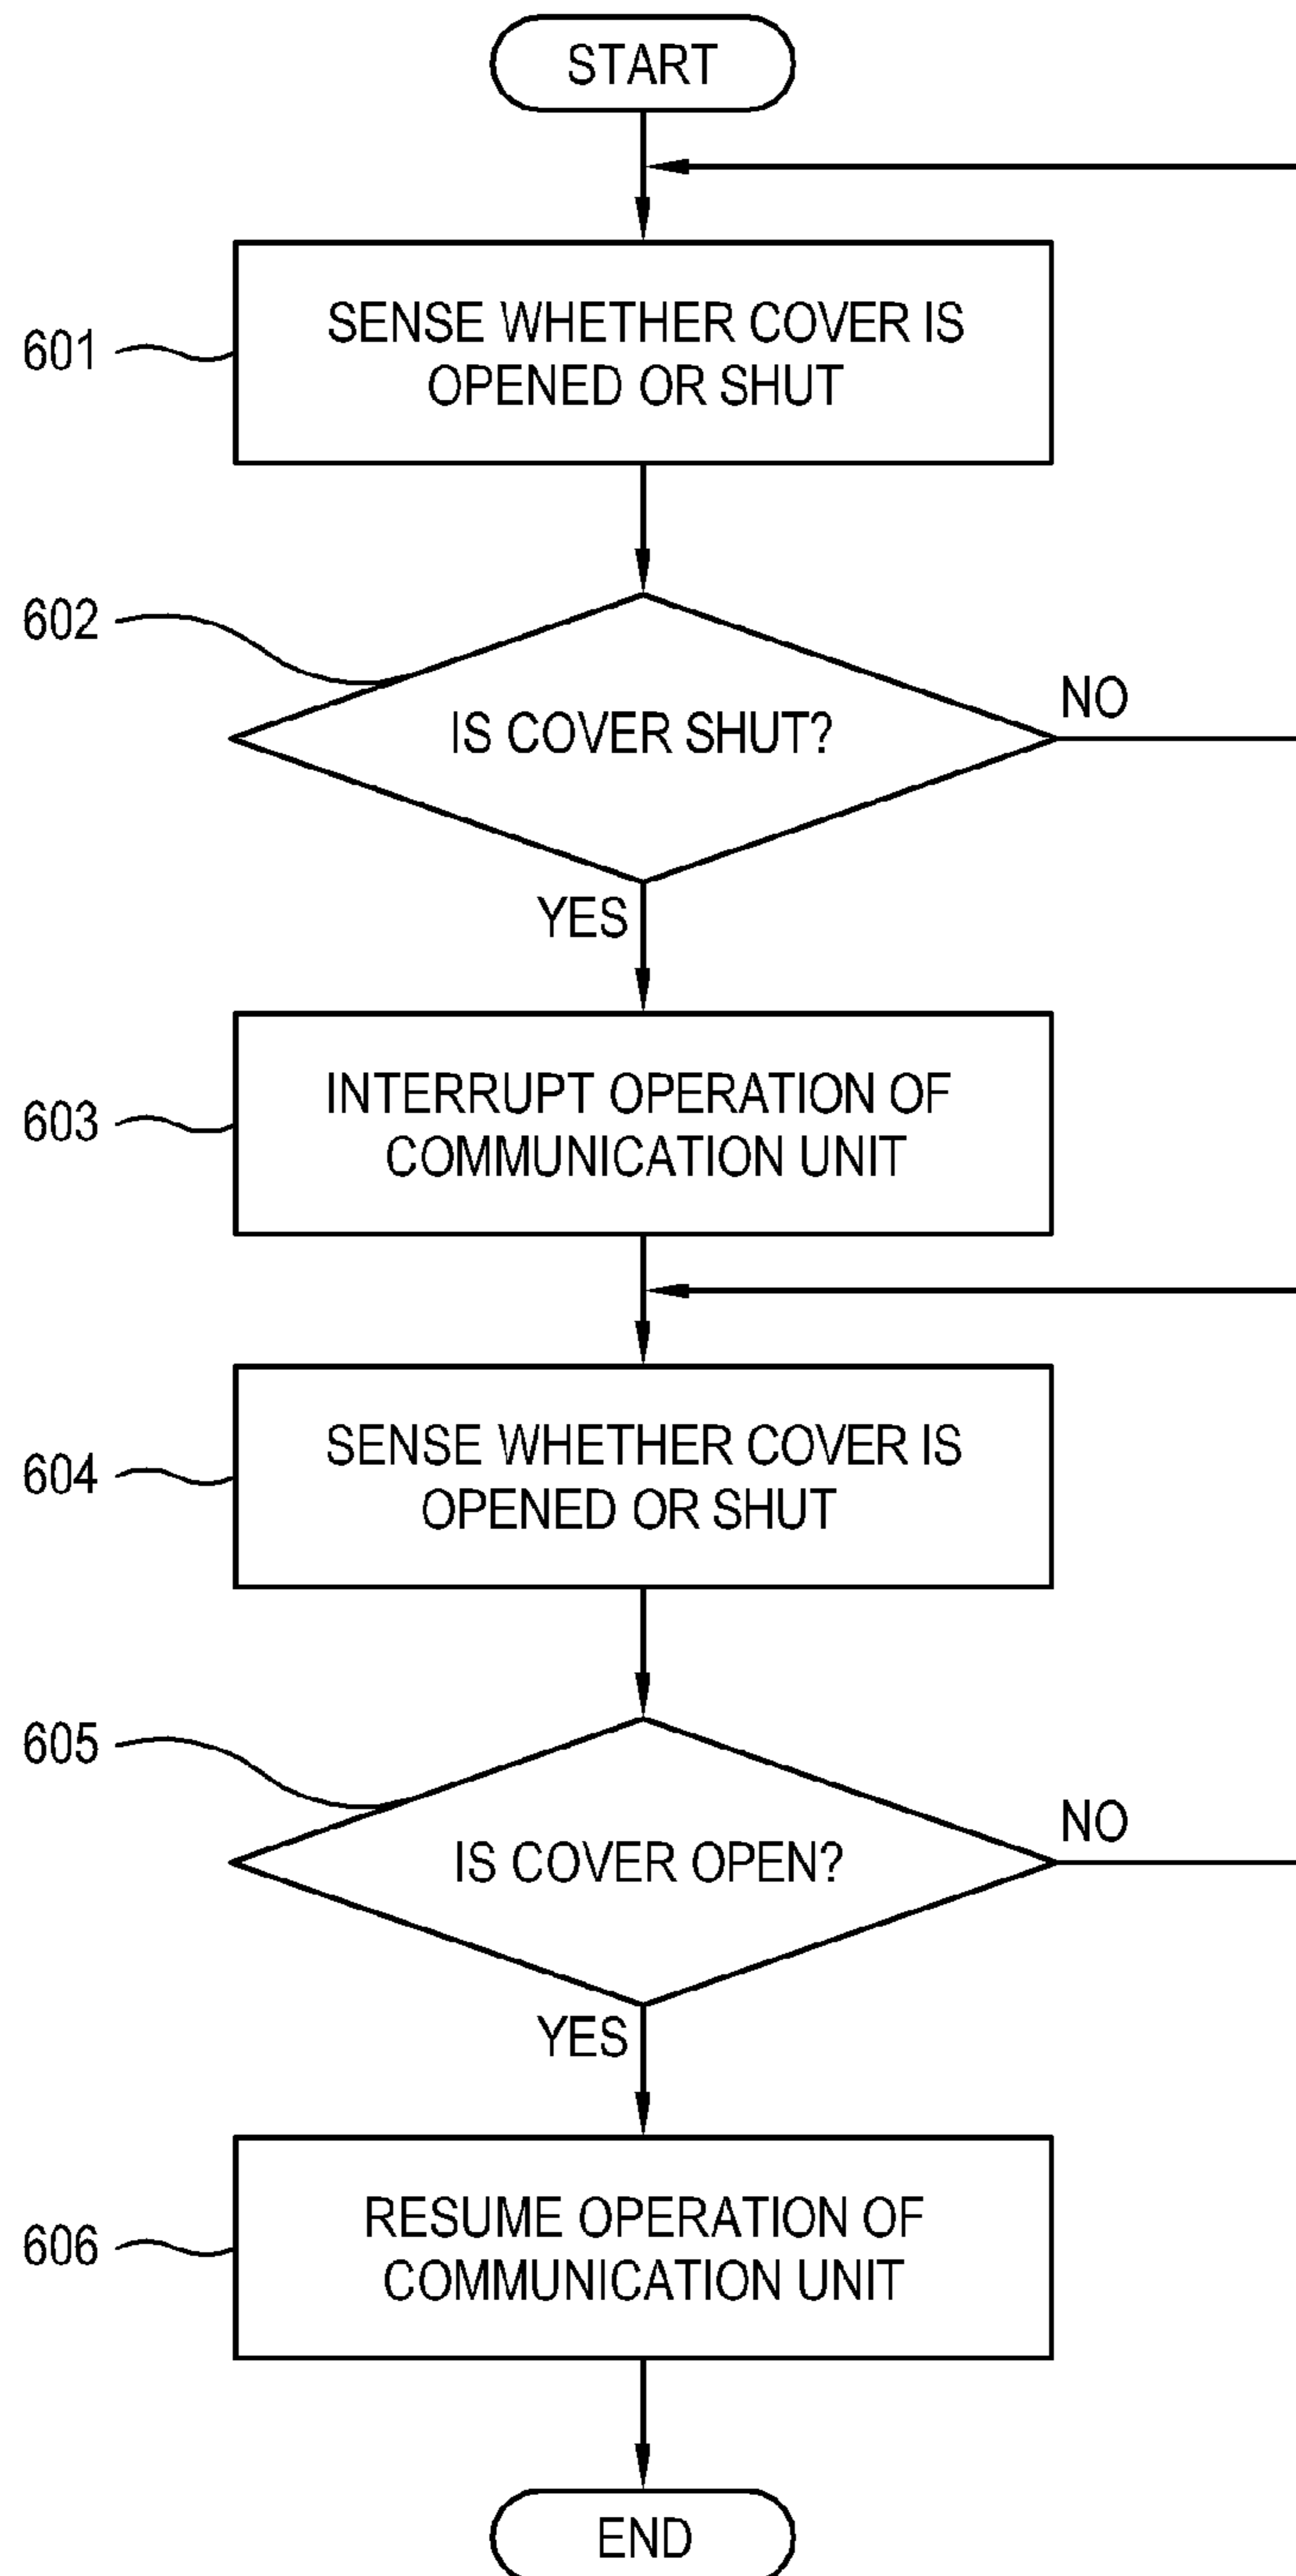 START
601
SENSE WHETHER COVER IS
OPENED OR SHUT
602
IS COVER SHUT?
NO
YES
603
INTERRUPT OPERATION OF
COMMUNICATION UNIT
604
SENSE WHETHER COVER IS
OPENED OR SHUT
605
IS COVER OPEN?
NO
YES
606
RESUME OPERATION OF
COMMUNICATION UNIT
END